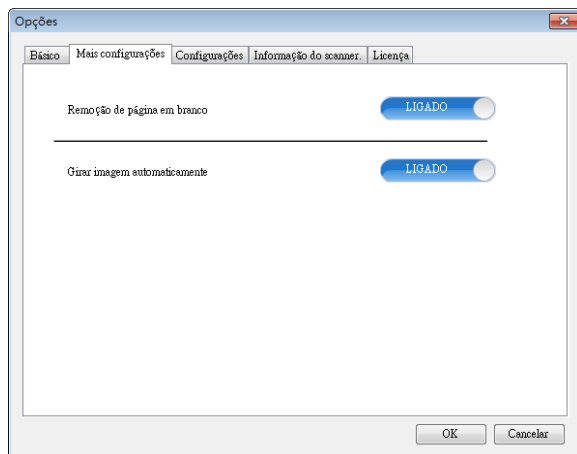 Opções
Básico Mais configurações Configurações Informação do scanner. Licença
Remoção de página em branco LIGADO
Girar imagem automaticamente LIGADO
OK Cancelar